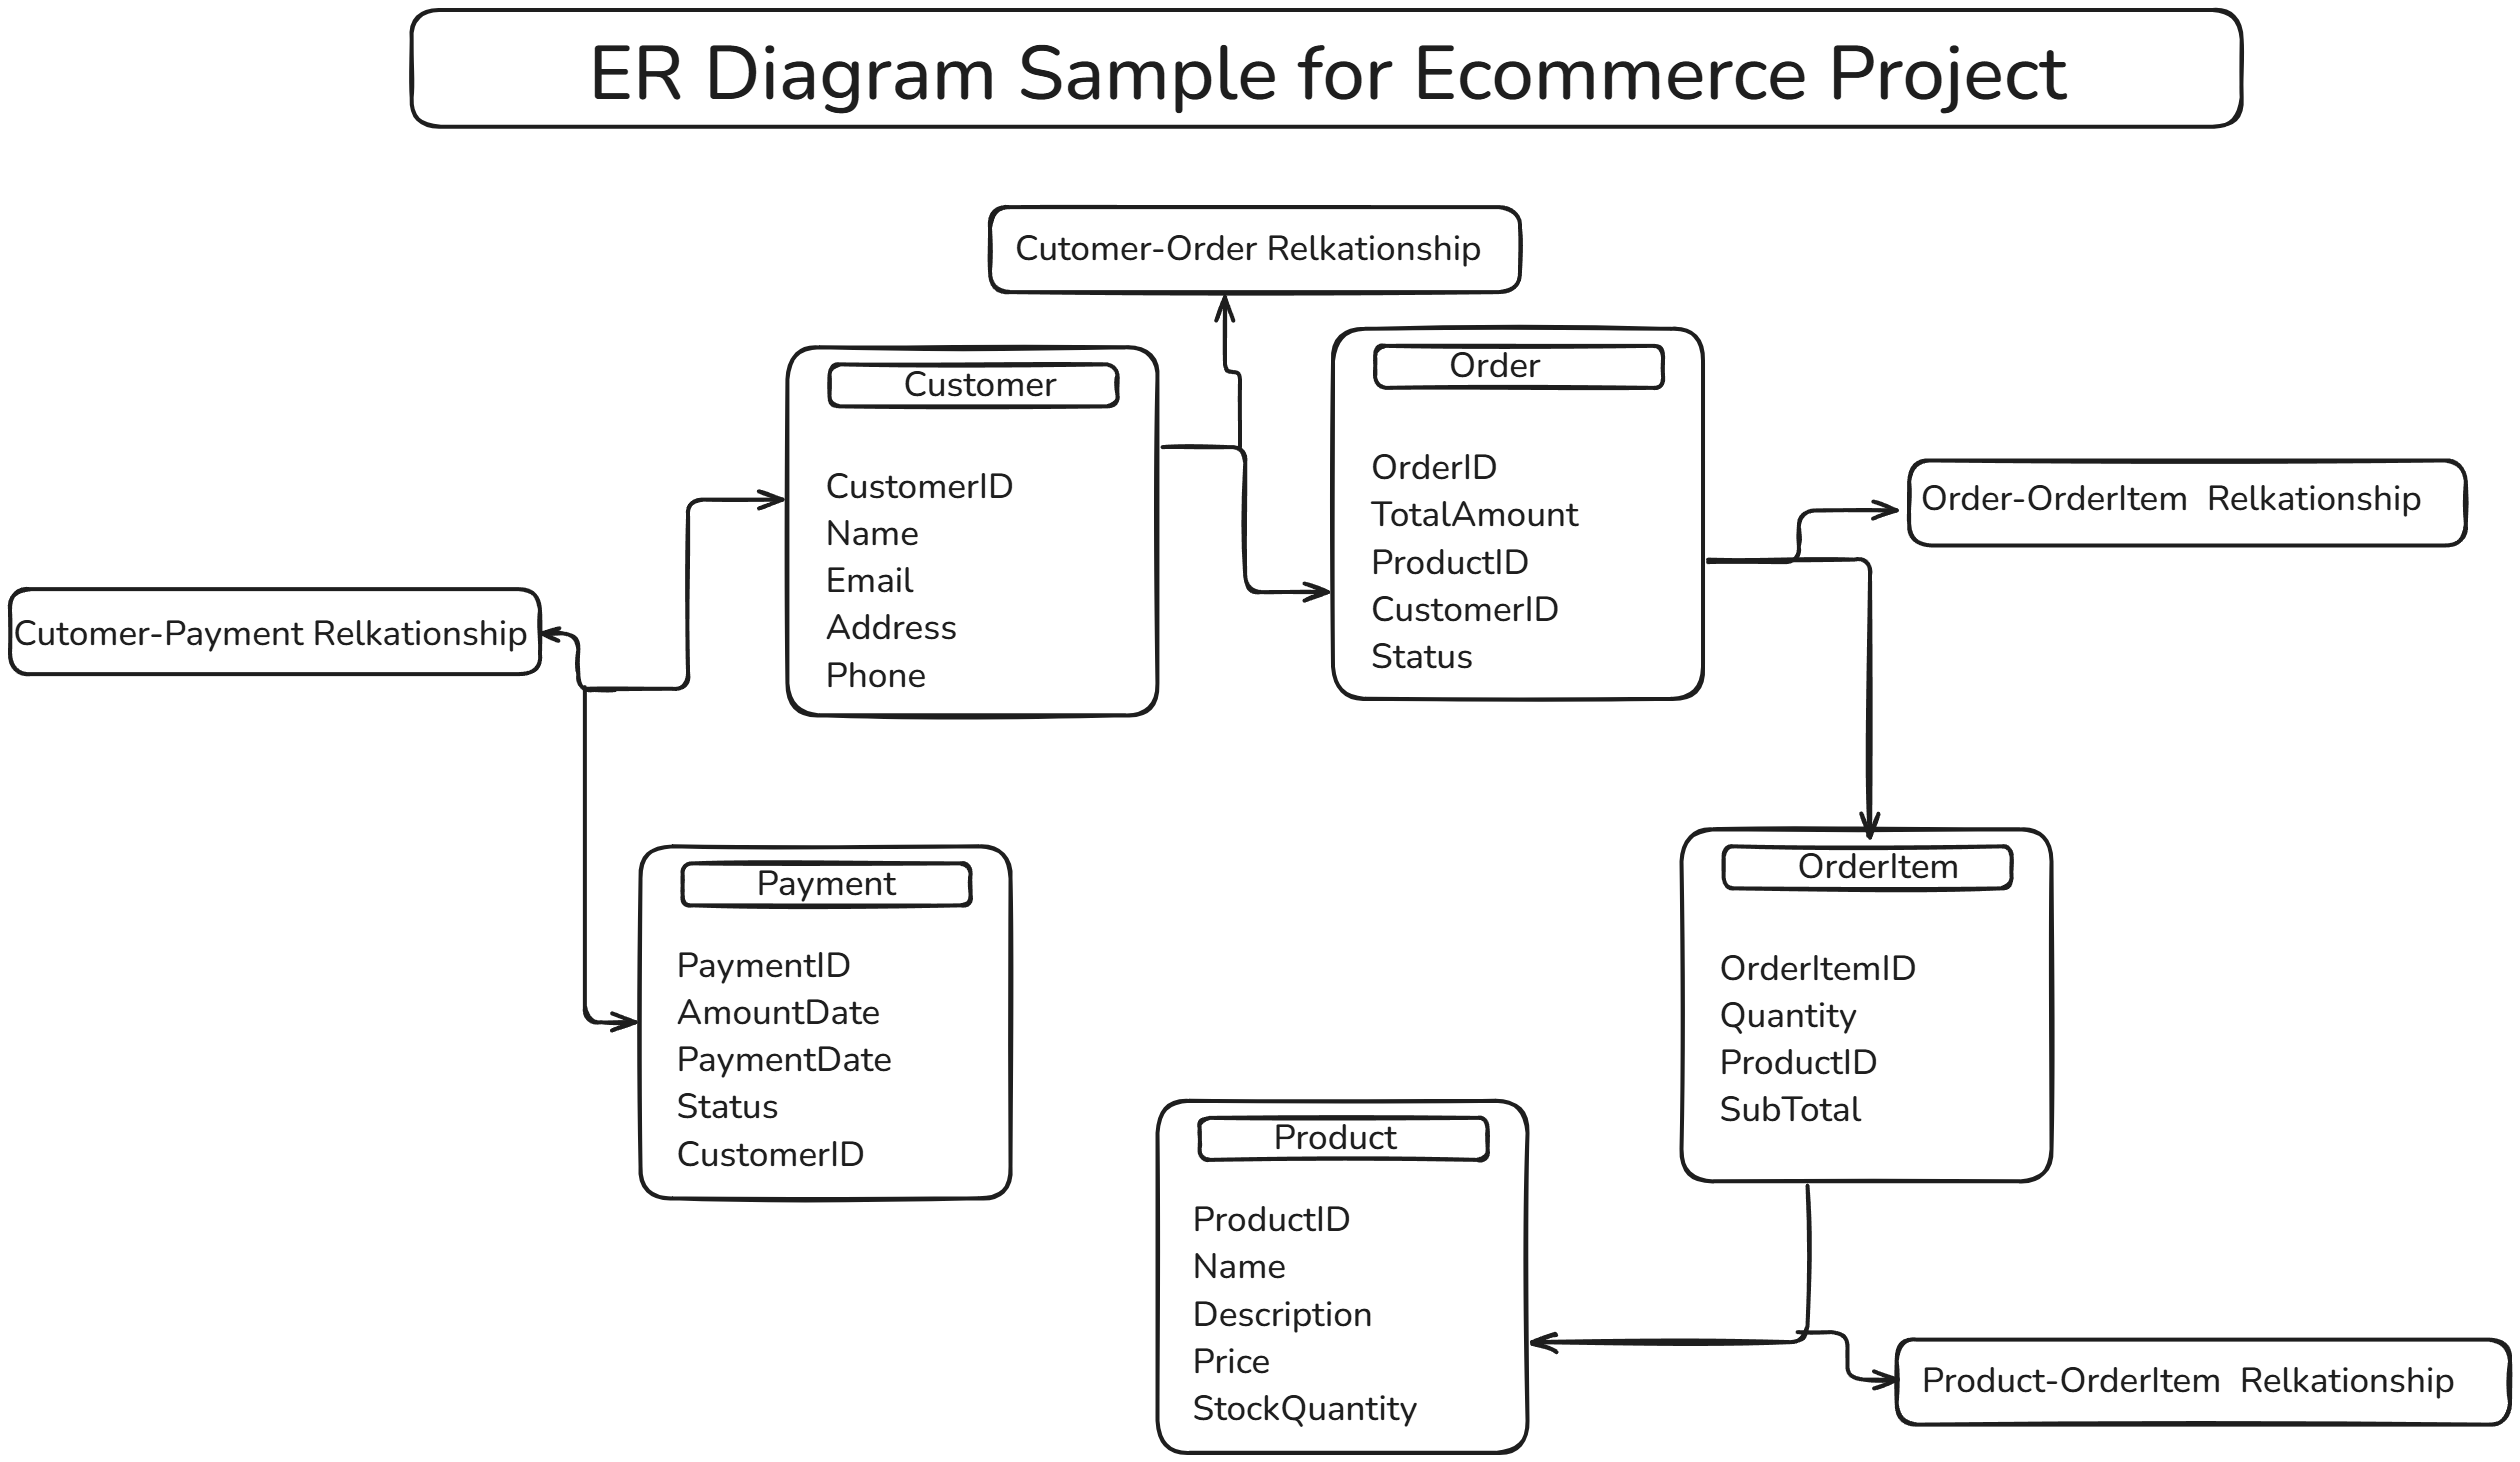 ER Diagram Sample for Ecommerce Project
Cutomer-Order Relkationship
Customer
CustomerID
Name
Email
Address
Phone
Order
OrderID
TotalAmount
ProductID
CustomerID
Status
Order-OrderItem  Relkationship
Cutomer-Payment Relkationship
Payment
PaymentID
AmountDate
PaymentDate
Status
CustomerID
OrderItem
OrderItemID
Quantity
ProductID
SubTotal
Product
ProductID
Name
Description
Price
StockQuantity
Product-OrderItem  Relkationship